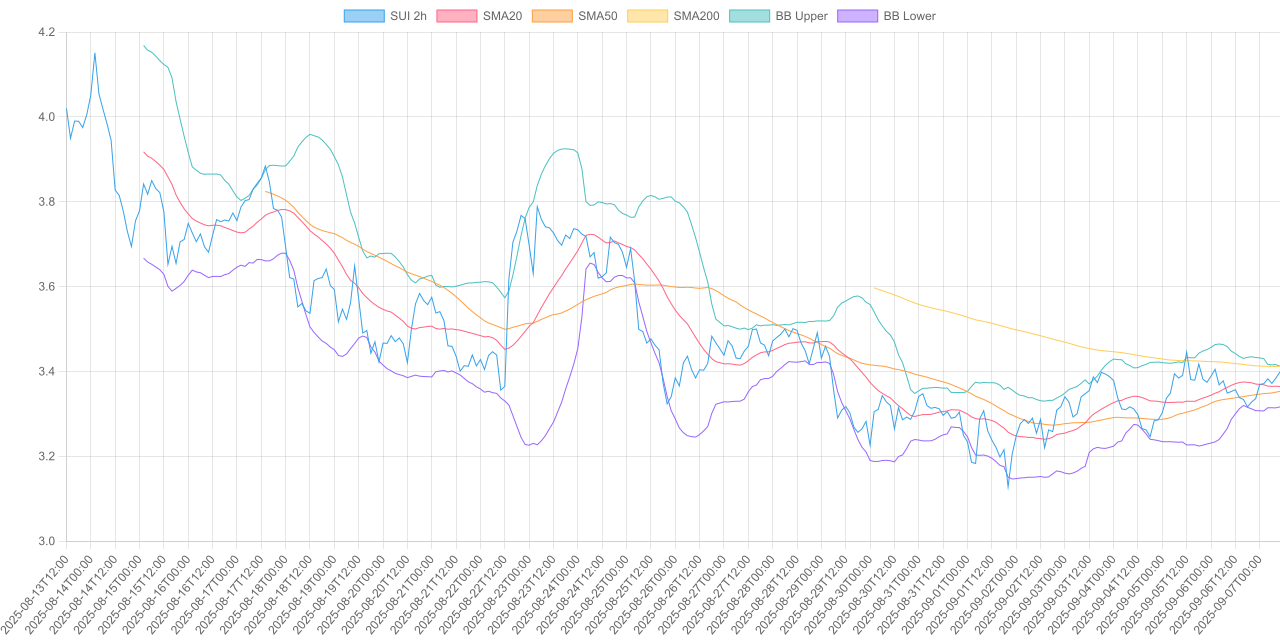 SUI 2h SMA20 SMA50 SMA200 BB Upper BB Lower
4.2
4.0
3.8
3.6
3.4
3.2
3.0
2025-08-13T12:00
2025-08-14T00:00
2025-08-14T12:00
2025-08-15T00:00
2025-08-15T12:00
2025-08-16T00:00
2025-08-16T12:00
2025-08-17T00:00
2025-08-17T12:00
2025-08-18T00:00
2025-08-18T12:00
2025-08-19T00:00
2025-08-19T12:00
2025-08-20T00:00
2025-08-20T12:00
2025-08-21T00:00
2025-08-21T12:00
2025-08-22T00:00
2025-08-22T12:00
2025-08-23T00:00
2025-08-23T12:00
2025-08-24T00:00
2025-08-24T12:00
2025-08-25T00:00
2025-08-25T12:00
2025-08-26T00:00
2025-08-26T12:00
2025-08-27T00:00
2025-08-27T12:00
2025-08-28T00:00
2025-08-28T12:00
2025-08-29T00:00
2025-08-29T12:00
2025-08-30T00:00
2025-08-30T12:00
2025-08-31T00:00
2025-08-31T12:00
2025-09-01T00:00
2025-09-01T12:00
2025-09-02T00:00
2025-09-02T12:00
2025-09-03T00:00
2025-09-03T12:00
2025-09-04T00:00
2025-09-04T12:00
2025-09-05T00:00
2025-09-05T12:00
2025-09-06T00:00
2025-09-06T12:00
2025-09-07T00:00